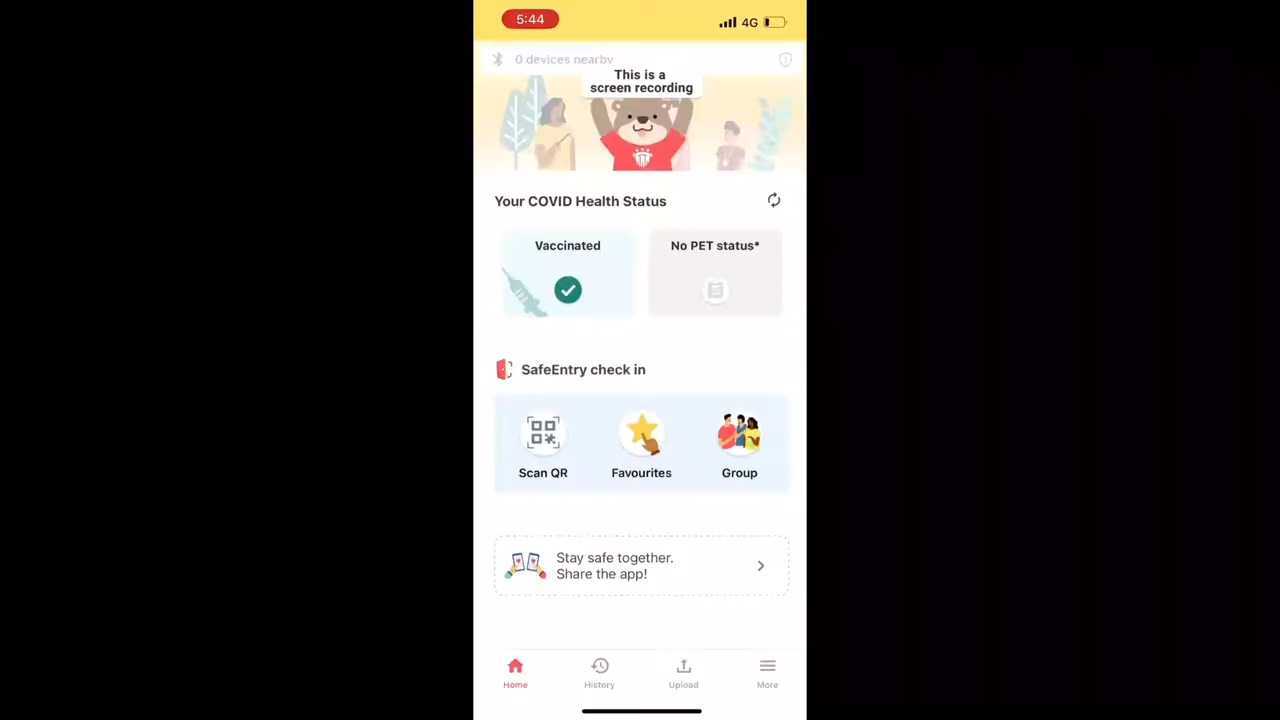 5:44
4G
0 devices nearby
This is a
screen recording
Your COVID Health Status
Vaccinated
No PET status*
SafeEntry check in
Scan QR
Favourites
Group
Stay safe together.
Share the app!
Home
History
Upload
More